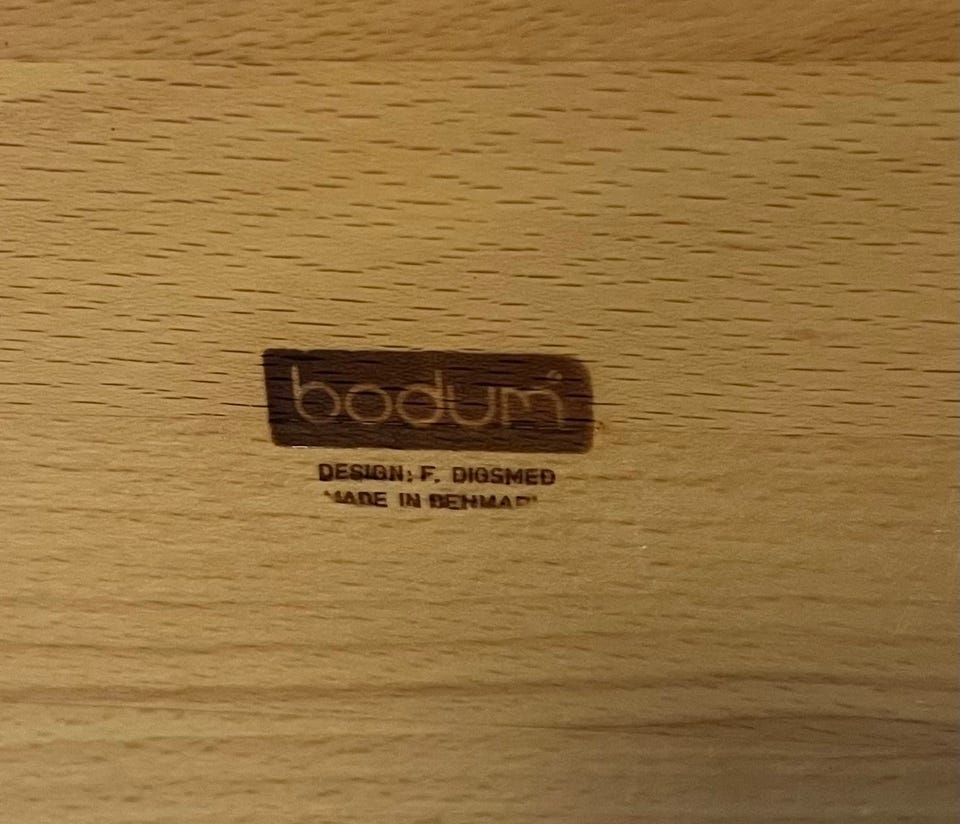 bodum
DESIGN: F. DIGSMED
MADE IN DENMARK